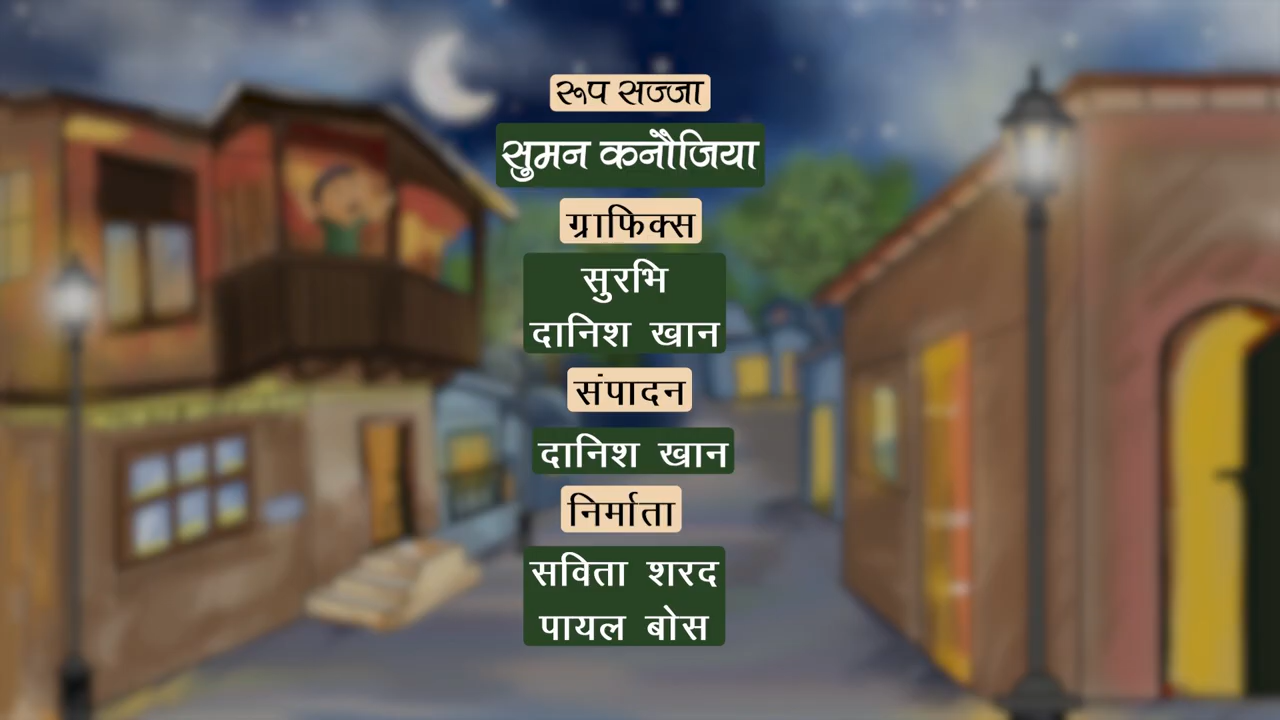 रूप सज्जा
सुमन कनौजिया
ग्राफिक्स
सुरभि
दानिश खान
संपादन
दानिश खान
निर्माता
सविता शरद
पायल बोस